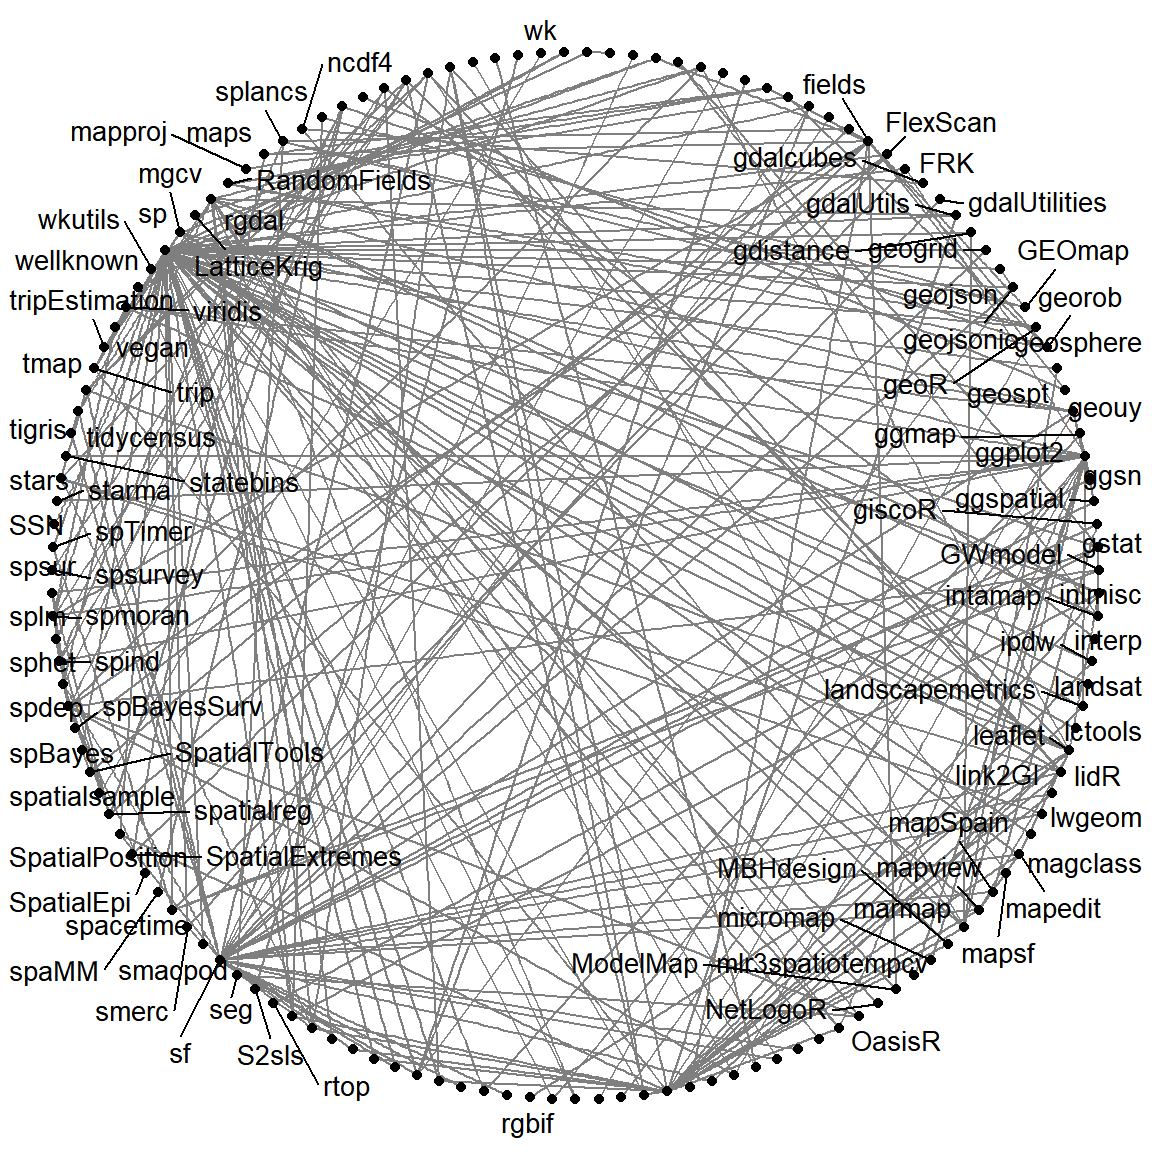 wk
ncdf4
fields
splancs
FlexScan
mapproj
maps
gdalcubes
FRK
mgcv
RandomFields
gdalUtils
gdalUtilities
wkutils
sp
rgdal
gdistance
geogrid
GEOmap
wellknown
LatticeKrig
geojson
georob
tripEstimation
viridis
geojsonio
geosphere
vegan
tmap
trip
geoR
geospt
geouy
tigris
tidycensus
ggmap
ggplot2
stars
starma
statebins
ggspatial
ggsn
giscoR
SSN
spTimer
gstat
GWmodel
spsur
spsurvey
intamap
inlmisc
splm
spmoran
ipdw
interp
sphet
spind
landscapemetrics
landsat
spdep
spBayesSurv
leaflet
lctools
spBayes
SpatialTools
link2GI
lidR
spatialsample
spatialreg
mapSpain
lwgeom
SpatialPosition
SpatialExtremes
MBHdesign
mapview
magclass
SpatialEpi
spacetime
micromap
marmap
mapedit
spaMM
smacpod
ModelMap
mlr3spatiotempcv
mapsf
smerc
seg
NetLogoR
OasisR
sf
S2sls
rtop
rgbif